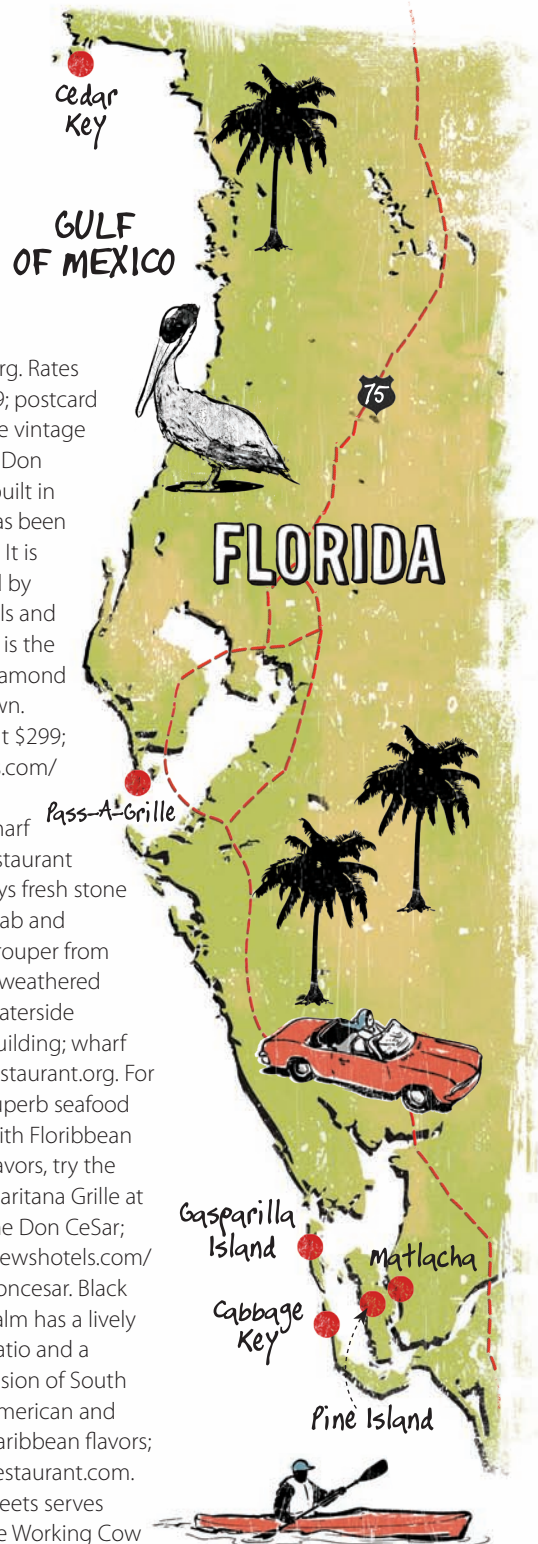 Cedar
Key
GULF
OF MEXICO
75
FLORIDA
Pass-A-Grille
Gasparilla
Island
Matlacha
Cabbage
Key
Pine Island
rg. Rates
9; postcard
e vintage
Don
built in
as been
It is
d by
ls and
is the
amond
wn.
t $299;
s.com/
harf
staurant
ys fresh stone
ab and
rouper from
weathered
aterside
uilding; wharf
staurant.org. For
uperb seafood
ith Floribbean
avors, try the
aritana Grille at
he Don CeSar;
ewshotels.com/
oncesar. Black
alm has a lively
atio and a
sion of South
merican and
aribbean flavors;
estaurant.com.
eets serves
e Working Cow